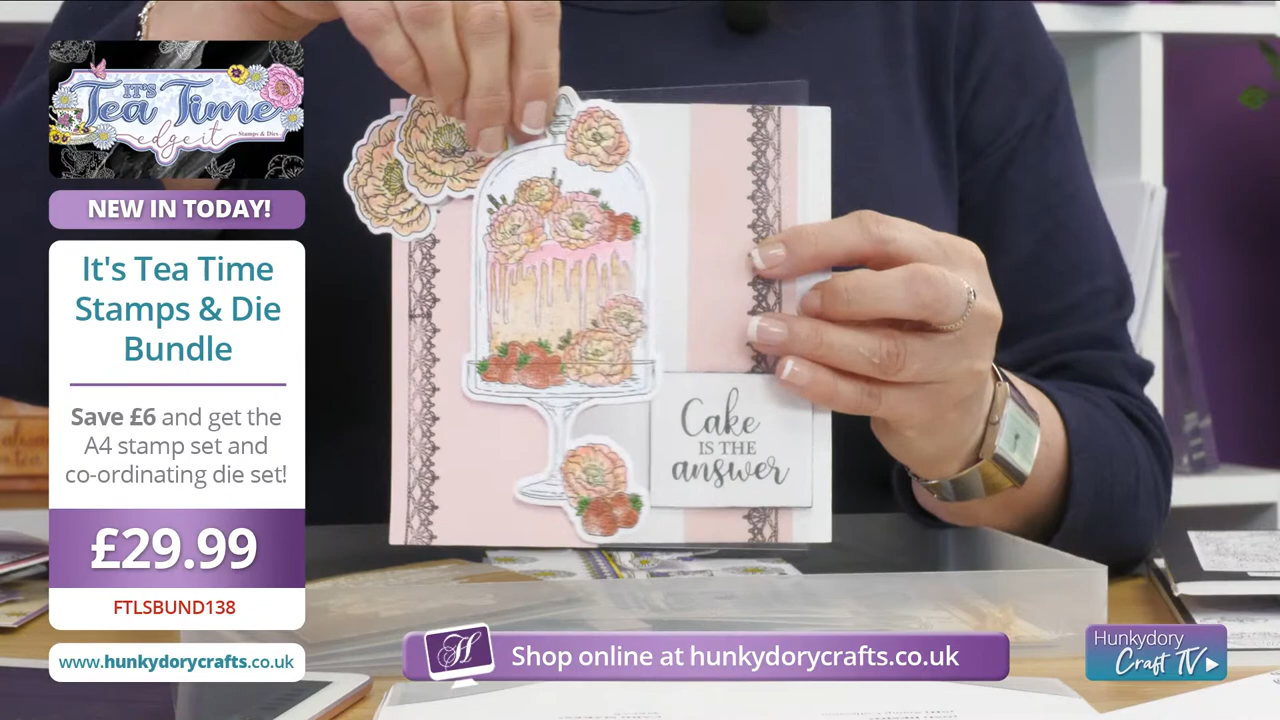 IT'S
Tea Time
edge it
Stamps & Dies
NEW IN TODAY!
It's Tea Time
Stamps & Die
Bundle
Save £6 and get the
A4 stamp set and
co-ordinating die set!
£29.99
FTLSBUND138
www.hunkydorycrafts.co.uk
Cake
IS THE
answer
H
Shop online at hunkydorycrafts.co.uk
Hunkydory
Craft TV